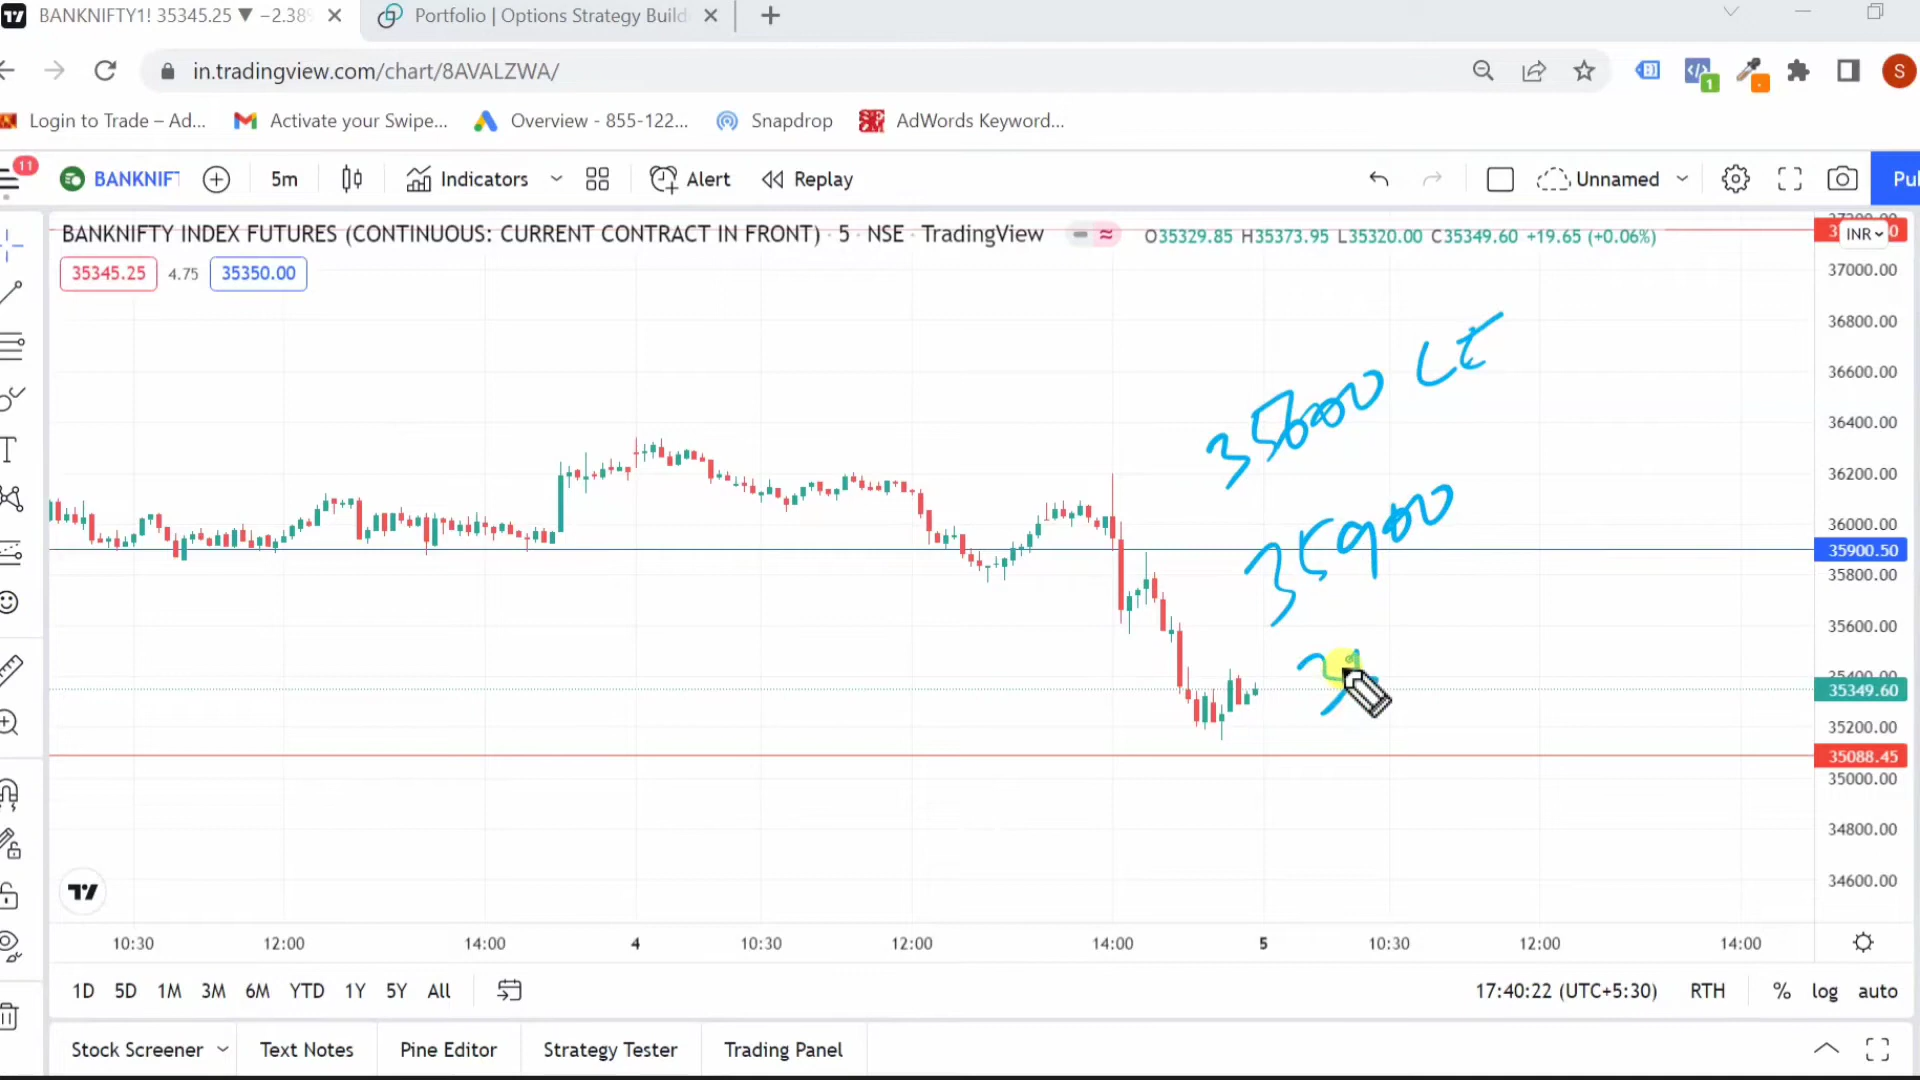 BANKNIFTY1! 35345.25 ▼ −2.38% Portfolio | Options Strategy Build
in.tradingview.com/chart/8AVALZWA/ S
Login to Trade – Ad... Activate your Swipe... Overview - 855-122... Snapdrop AdWords Keyword...
11 BANKNIFT 5m Indicators Alert Replay Unnamed Pul
BANKNIFTY INDEX FUTURES (CONTINUOUS: CURRENT CONTRACT IN FRONT) · 5 · NSE · TradingView O35329.85 H35373.95 L35320.00 C35349.60 +19.65 (+0.06%) INR
35345.25 4.75 35350.00
37000.00
36800.00
35600 CE
36600.00
36400.00
36200.00
35900
36000.00
35900.50
35800.00
35600.00
35400.00
35349.60
35200.00
35088.45
35000.00
34800.00
34600.00
10:30 12:00 14:00 4 10:30 12:00 14:00 5 10:30 12:00 14:00
1D 5D 1M 3M 6M YTD 1Y 5Y All 17:40:22 (UTC+5:30) RTH % log auto
Stock Screener Text Notes Pine Editor Strategy Tester Trading Panel